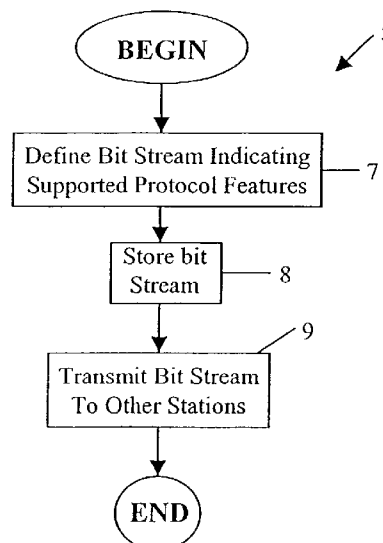 BEGIN
Define Bit Stream Indicating
Supported Protocol Features
7
Store bit
Stream
8
9
Transmit Bit Stream
To Other Stations
END